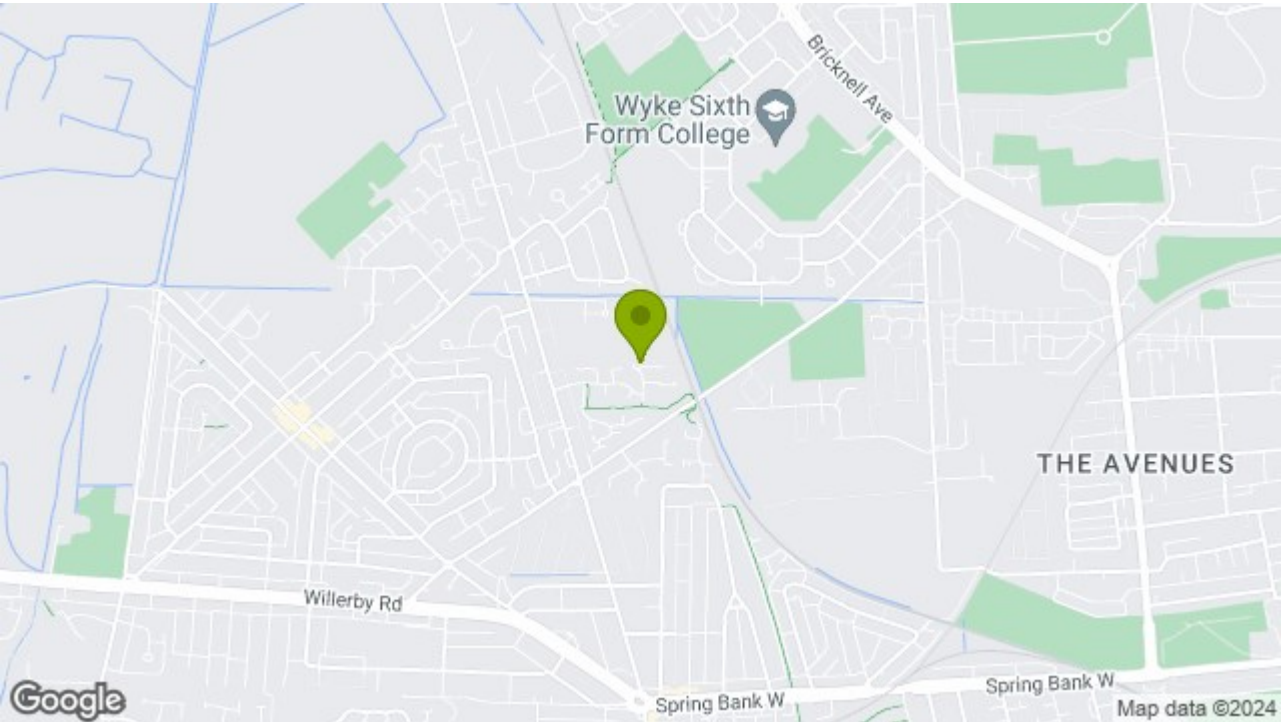 Bricknell Ave
Wyke Sixth
Form College
THE AVENUES
Willerby Rd
Spring Bank W
Spring Bank W
Google
Map data ©2024